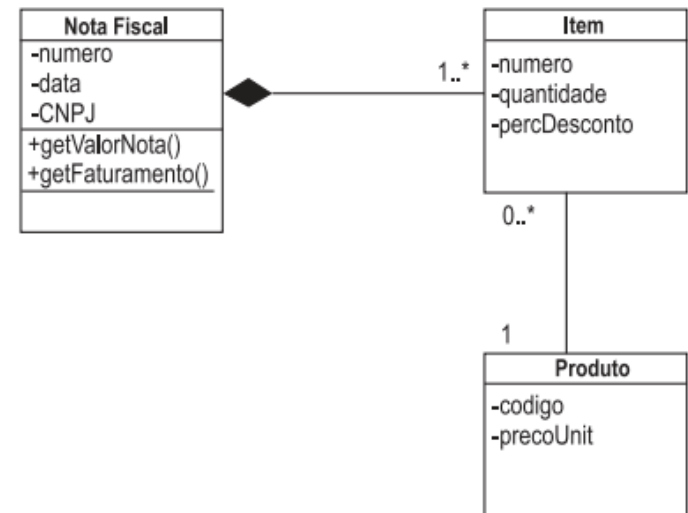 Nota Fiscal
-numero
-data
-CNPJ
+getValorNota()
+getFaturamento()
1..*
Item
-numero
-quantidade
-percDesconto
0..*
1
Produto
-codigo
-precoUnit